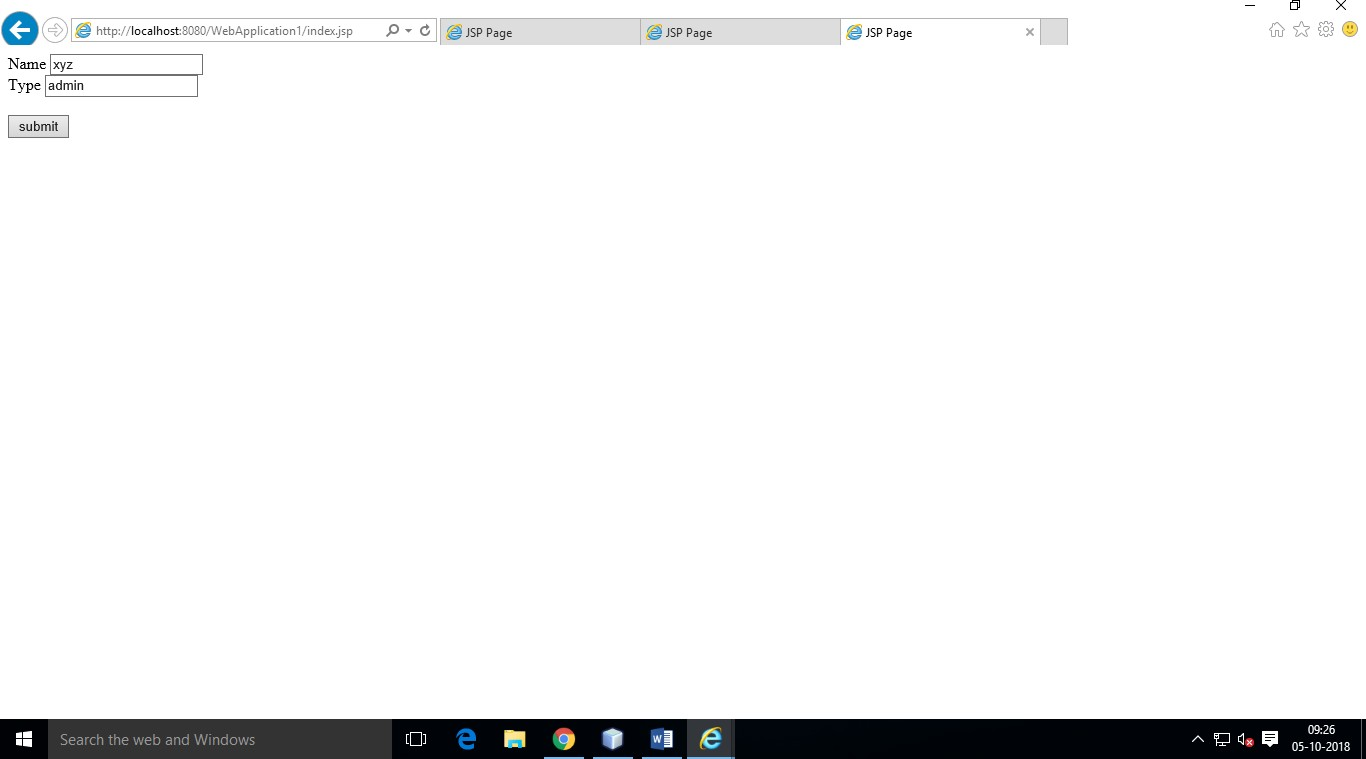 http://localhost:8080/WebApplication1/index.jsp
JSP Page
JSP Page
JSP Page
Name xyz
Type admin
submit
Search the web and Windows
09:26
05-10-2018